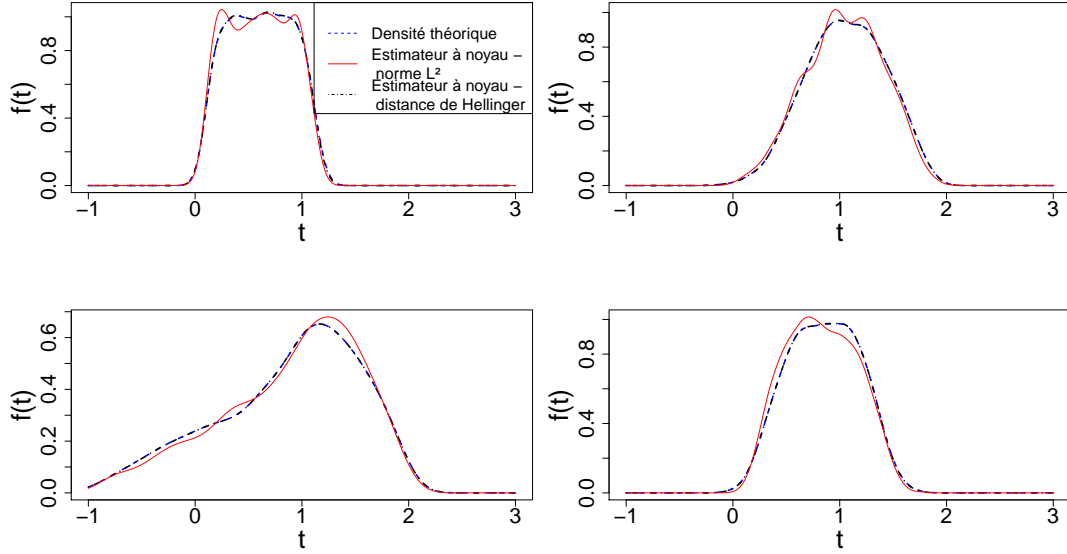 f(t)
0.0 0.4 0.8
Densité théorique
Estimateur à noyau −
norme L²
Estimateur à noyau −
distance de Hellinger
−1 0 1 2 3
t
f(t)
0.0 0.4 0.8
−1 0 1 2 3
t
f(t)
0.0 0.2 0.4 0.6
−1 0 1 2 3
t
f(t)
0.0 0.4 0.8
−1 0 1 2 3
t